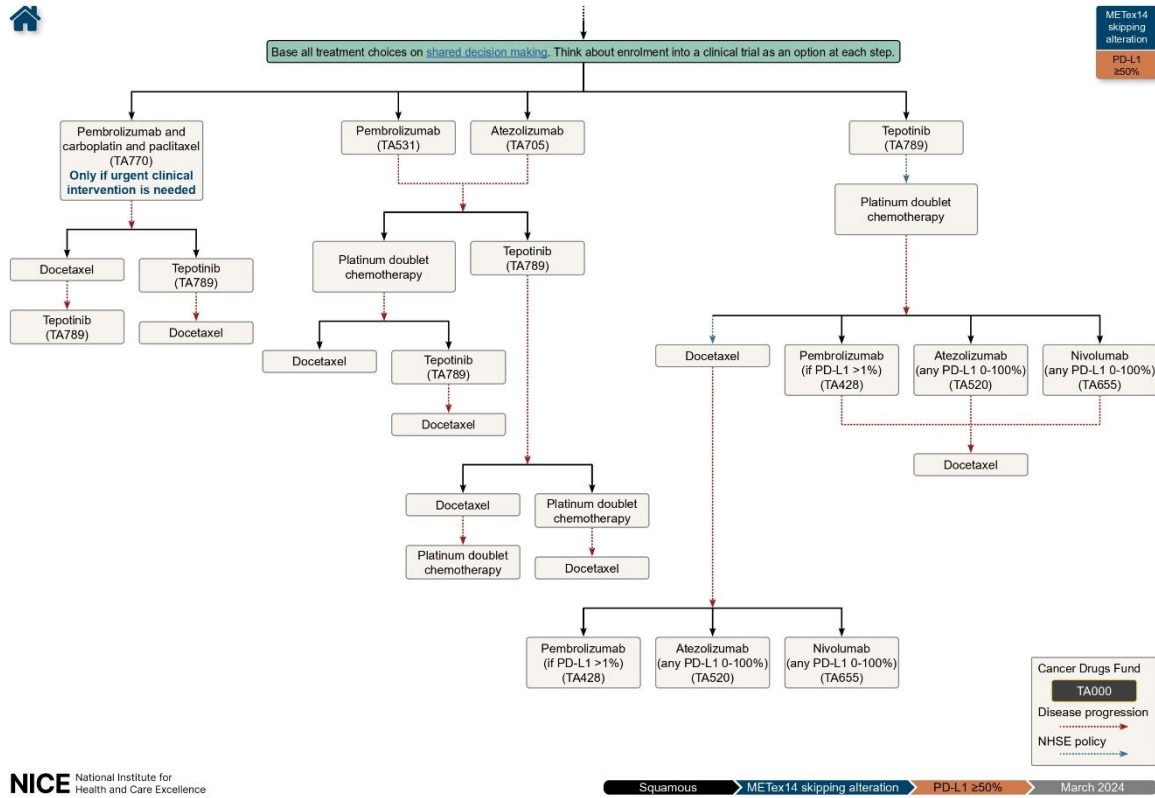 METex14
skipping
alteration
PD-L1
≥50%
Base all treatment choices on shared decision making. Think about enrolment into a clinical trial as an option at each step.
Pembrolizumab and
carboplatin and paclitaxel
(TA770)
Only if urgent clinical
intervention is needed
Pembrolizumab
(TA531)
Atezolizumab
(TA705)
Tepotinib
(TA789)
Platinum doublet
chemotherapy
Docetaxel
Tepotinib
(TA789)
Tepotinib
(TA789)
Docetaxel
Platinum doublet
chemotherapy
Tepotinib
(TA789)
Docetaxel
Tepotinib
(TA789)
Docetaxel
Docetaxel
Pembrolizumab
(if PD-L1 >1%)
(TA428)
Atezolizumab
(any PD-L1 0-100%)
(TA520)
Nivolumab
(any PD-L1 0-100%)
(TA655)
Docetaxel
Docetaxel
Platinum doublet
chemotherapy
Platinum doublet
chemotherapy
Docetaxel
Pembrolizumab
(if PD-L1 >1%)
(TA428)
Atezolizumab
(any PD-L1 0-100%)
(TA520)
Nivolumab
(any PD-L1 0-100%)
(TA655)
Cancer Drugs Fund
TA000
Disease progression
NHSE policy
NICE National Institute for
Health and Care Excellence
Squamous
METex14 skipping alteration
PD-L1 ≥50%
March 2024